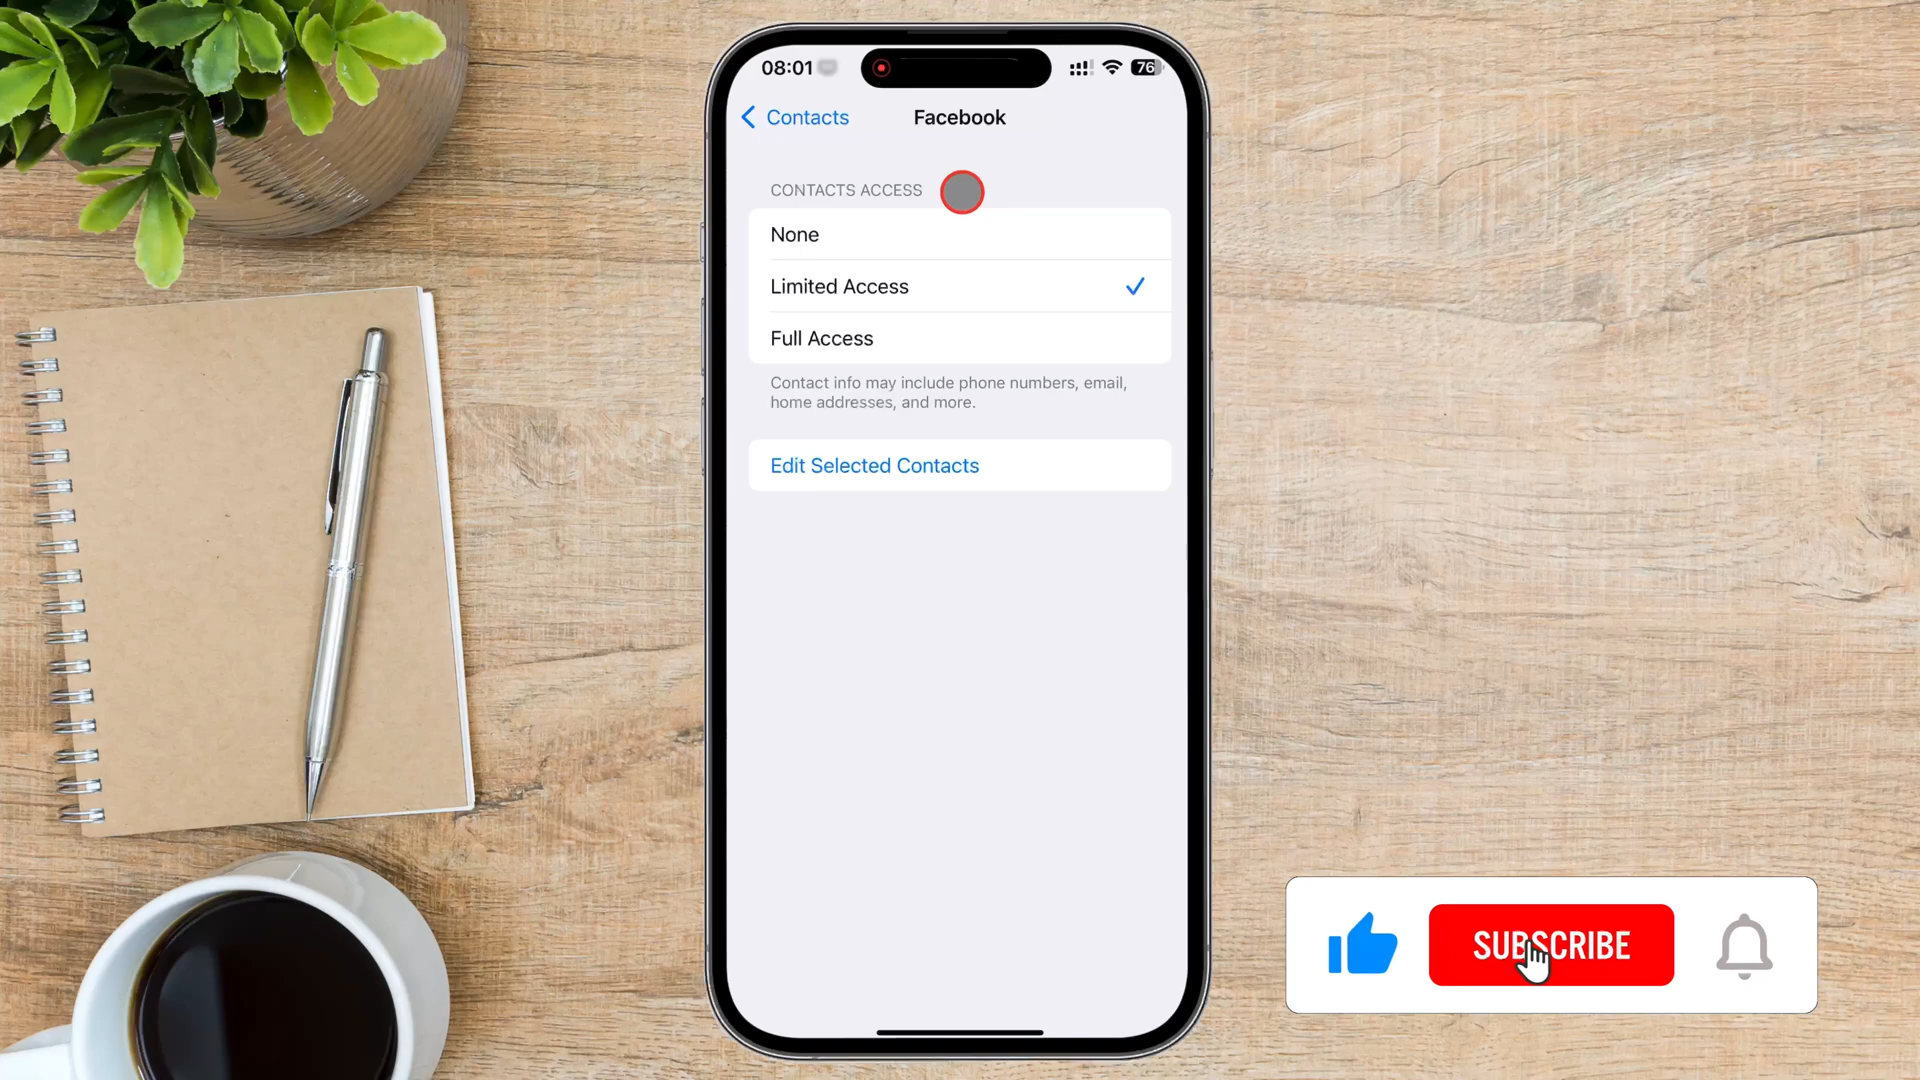 08:01
76
Contacts
Facebook
CONTACTS ACCESS
None
Limited Access
Full Access
Contact info may include phone numbers, email,
home addresses, and more.
Edit Selected Contacts
SUBSCRIBE